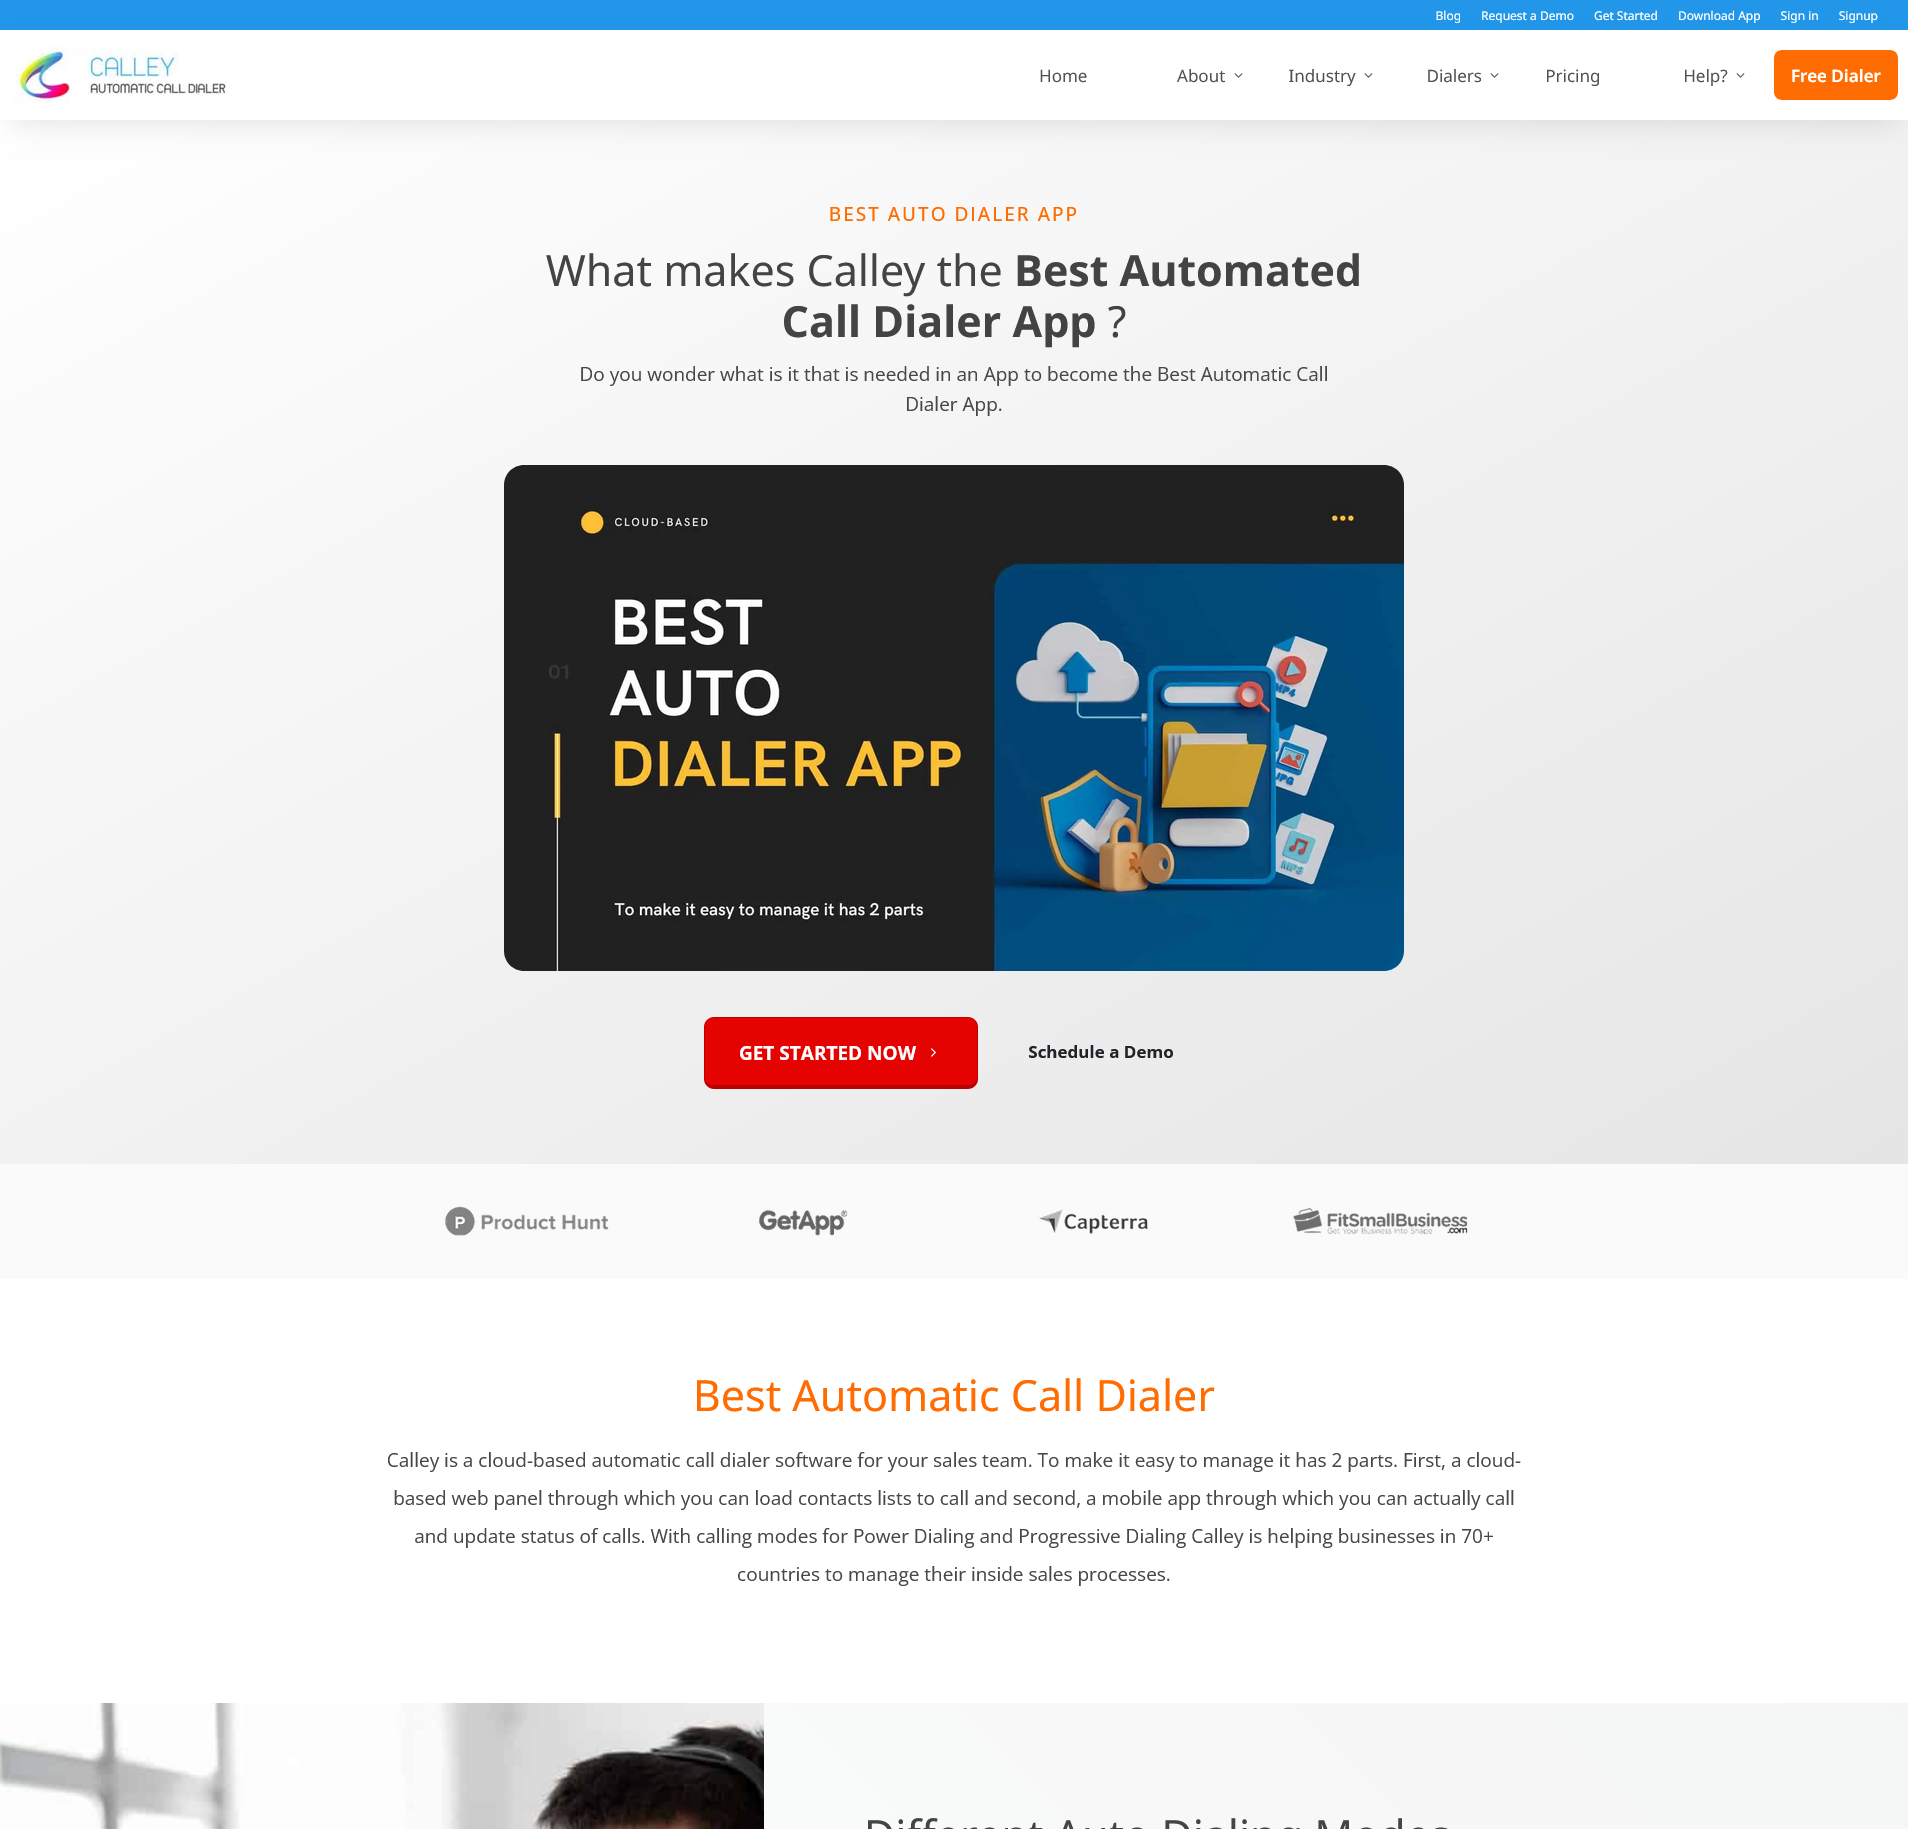 Blog Request a Demo Get Started Download App Sign in Signup
CALLEY
AUTOMATIC CALL DIALER
Home About Industry Dialers Pricing Help? Free Dialer
BEST AUTO DIALER APP
What makes Calley the Best Automated
Call Dialer App ?
Do you wonder what is it that is needed in an App to become the Best Automatic Call
Dialer App.
CLOUD-BASED
BEST
01
AUTO
DIALER APP
To make it easy to manage it has 2 parts
MP4
JPG
MP3
GET STARTED NOW
Schedule a Demo
P Product Hunt
GetApp®
Capterra
FitSmallBusiness
Get Your Business Into Shape .com
Best Automatic Call Dialer
Calley is a cloud-based automatic call dialer software for your sales team. To make it easy to manage it has 2 parts. First, a cloud-
based web panel through which you can load contacts lists to call and second, a mobile app through which you can actually call
and update status of calls. With calling modes for Power Dialing and Progressive Dialing Calley is helping businesses in 70+
countries to manage their inside sales processes.
Different Auto Dialing Modes